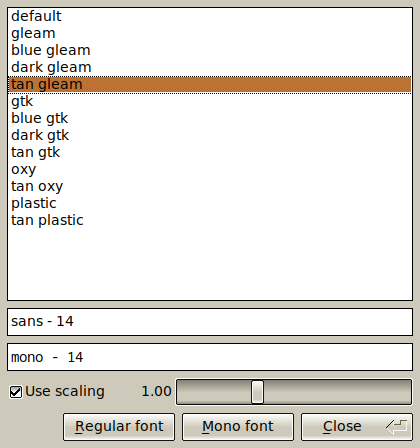 default
gleam
blue gleam
dark gleam
tan gleam
gtk
blue gtk
dark gtk
tan gtk
oxy
tan oxy
plastic
tan plastic
sans - 14
mono - 14
Use scaling 1.00
Regular font Mono font Close